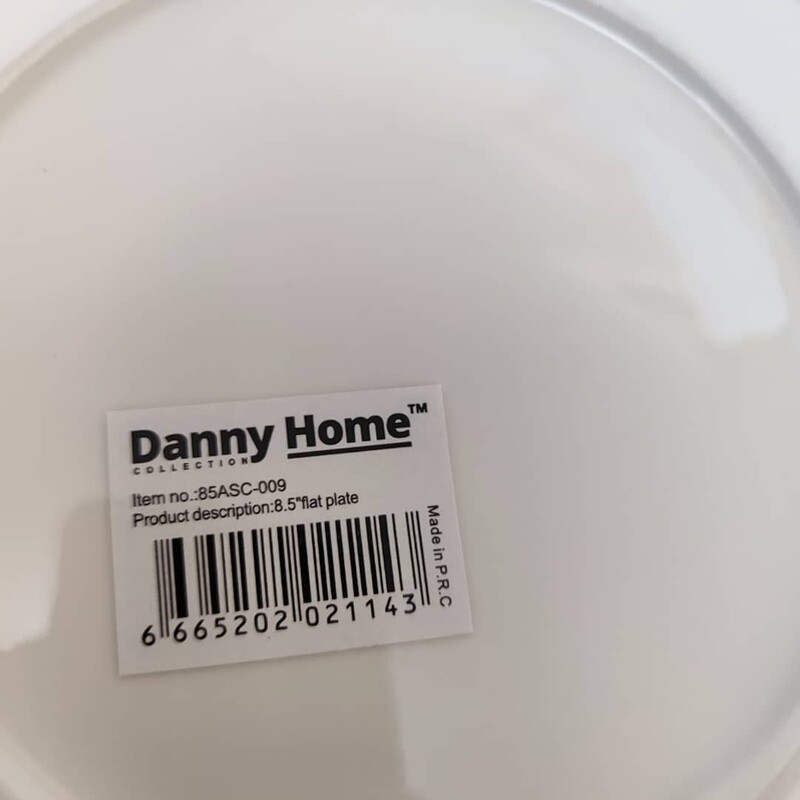 Danny Home™
COLLECTION
Item no.:85ASC-009
Product description:8.5"flat plate
Made in P.R.C
6 665202 021143